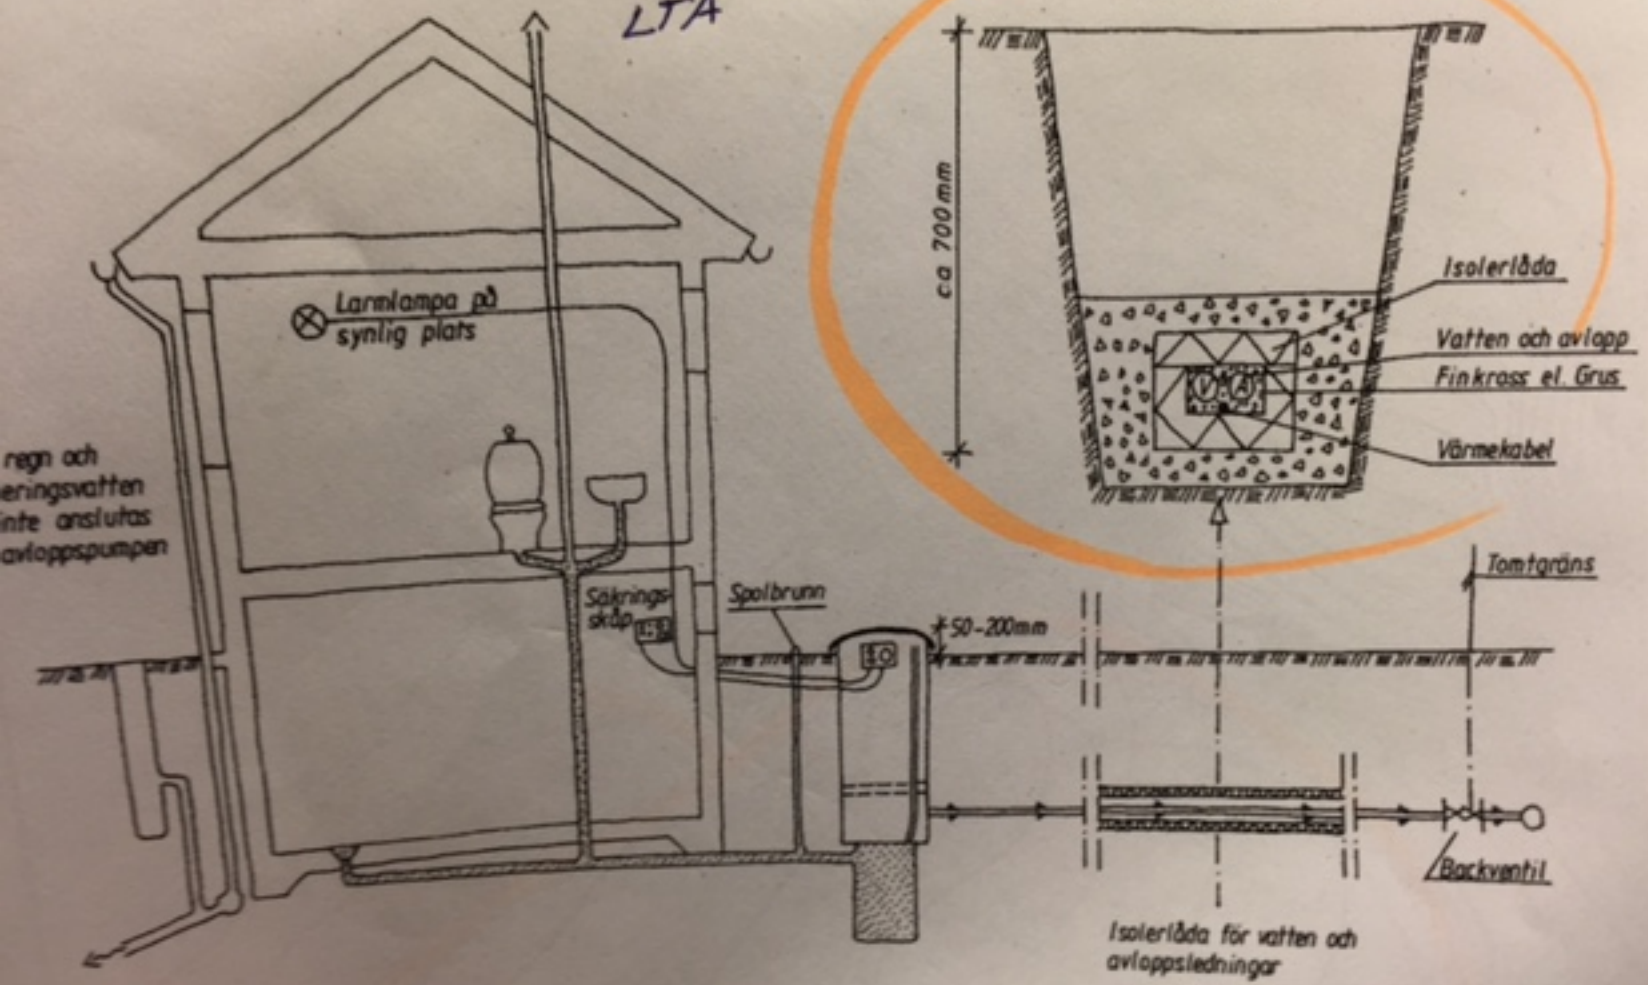 LTA
ca 700mm
Isolerlåda
Vatten och avlopp
Finkross el. Grus
Värmekabel
Larmlampa på
synlig plats
regn och
eringsvatten
inte anslutas
avloppspumpen
Säkrings-
skåp
Spolbrunn
50-200mm
Tomtgräns
V A
Backventil
Isolerlåda för vatten och
avloppsledningar